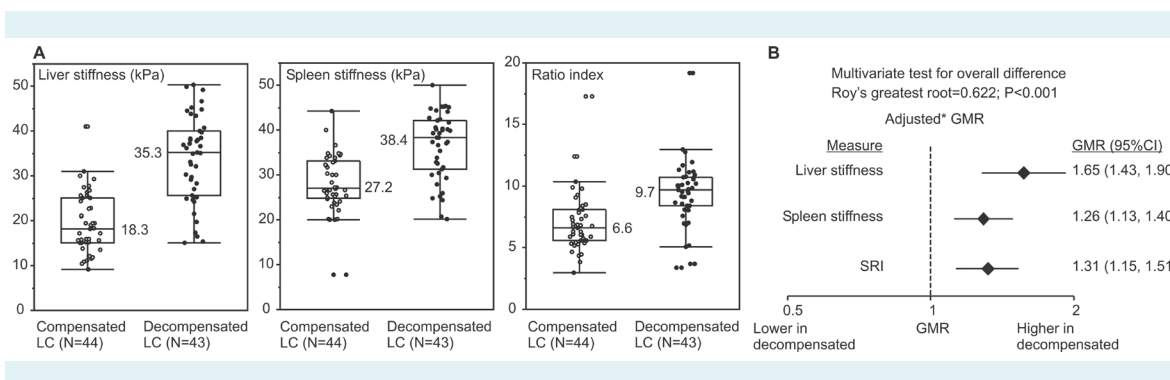 A
Liver stiffness (kPa)
50
40
30
20
10
0
35.3
18.3
Compensated
LC (N=44)
Decompensated
LC (N=43)
Spleen stiffness (kPa)
50
40
30
20
10
0
38.4
27.2
Compensated
LC (N=44)
Decompensated
LC (N=43)
Ratio index
20
15
10
5
0
9.7
6.6
Compensated
LC (N=44)
Decompensated
LC (N=43)
B
Multivariate test for overall difference
Roy's greatest root=0.622; P<0.001
Adjusted* GMR
Measure GMR (95%CI)
Liver stiffness 1.65 (1.43, 1.90
Spleen stiffness 1.26 (1.13, 1.40
SRI 1.31 (1.15, 1.51
0.5 1 2
Lower in
decompensated
GMR
Higher in
decompensated